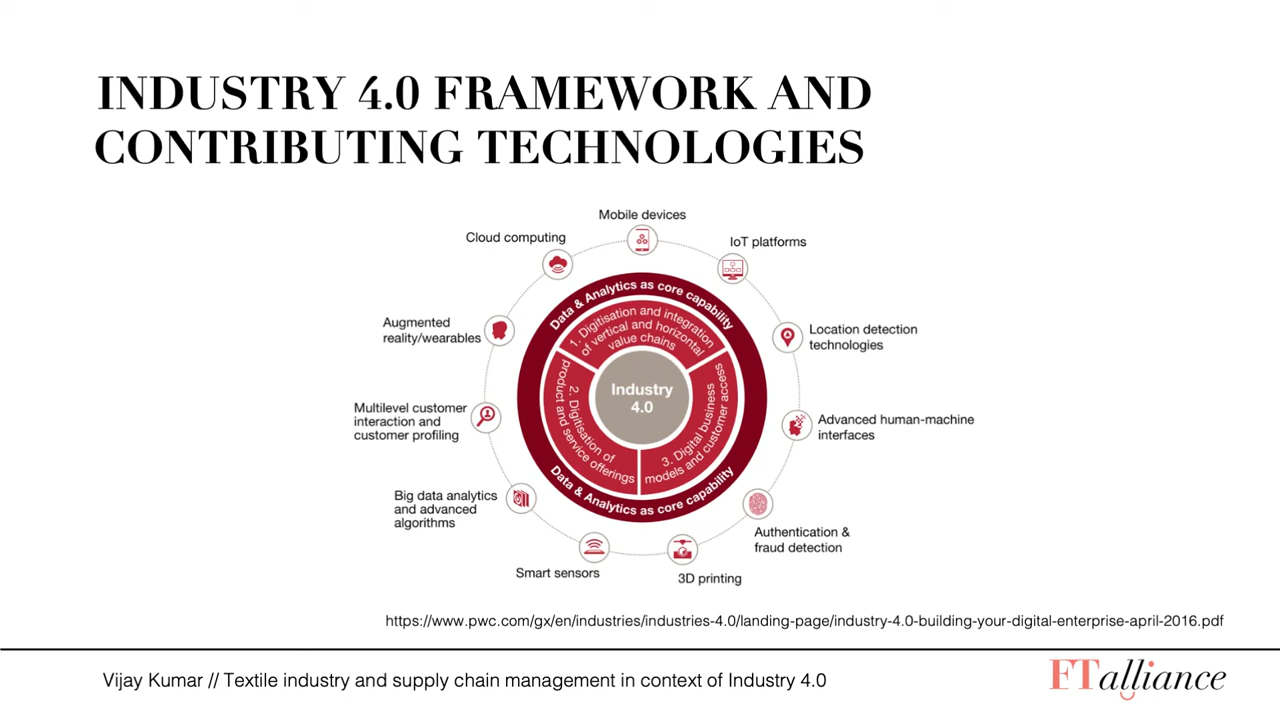 INDUSTRY 4.0 FRAMEWORK AND
CONTRIBUTING TECHNOLOGIES
Mobile devices
Cloud computing
IoT platforms
Augmented
reality/wearables
Location detection
technologies
Multilevel customer
interaction and
customer profiling
Advanced human-machine
interfaces
Big data analytics
and advanced
algorithms
Authentication &
fraud detection
Smart sensors
3D printing
Data & Analytics as core capability
1. Digitisation and integration
of vertical and horizontal
value chains
Industry
4.0
2. Digitisation of
product and service offerings
3. Digital business
models and customer access
Data & Analytics as core capability
https://www.pwc.com/gx/en/industries/industries-4.0/landing-page/industry-4.0-building-your-digital-enterprise-april-2016.pdf
Vijay Kumar // Textile industry and supply chain management in context of Industry 4.0
FTalliance